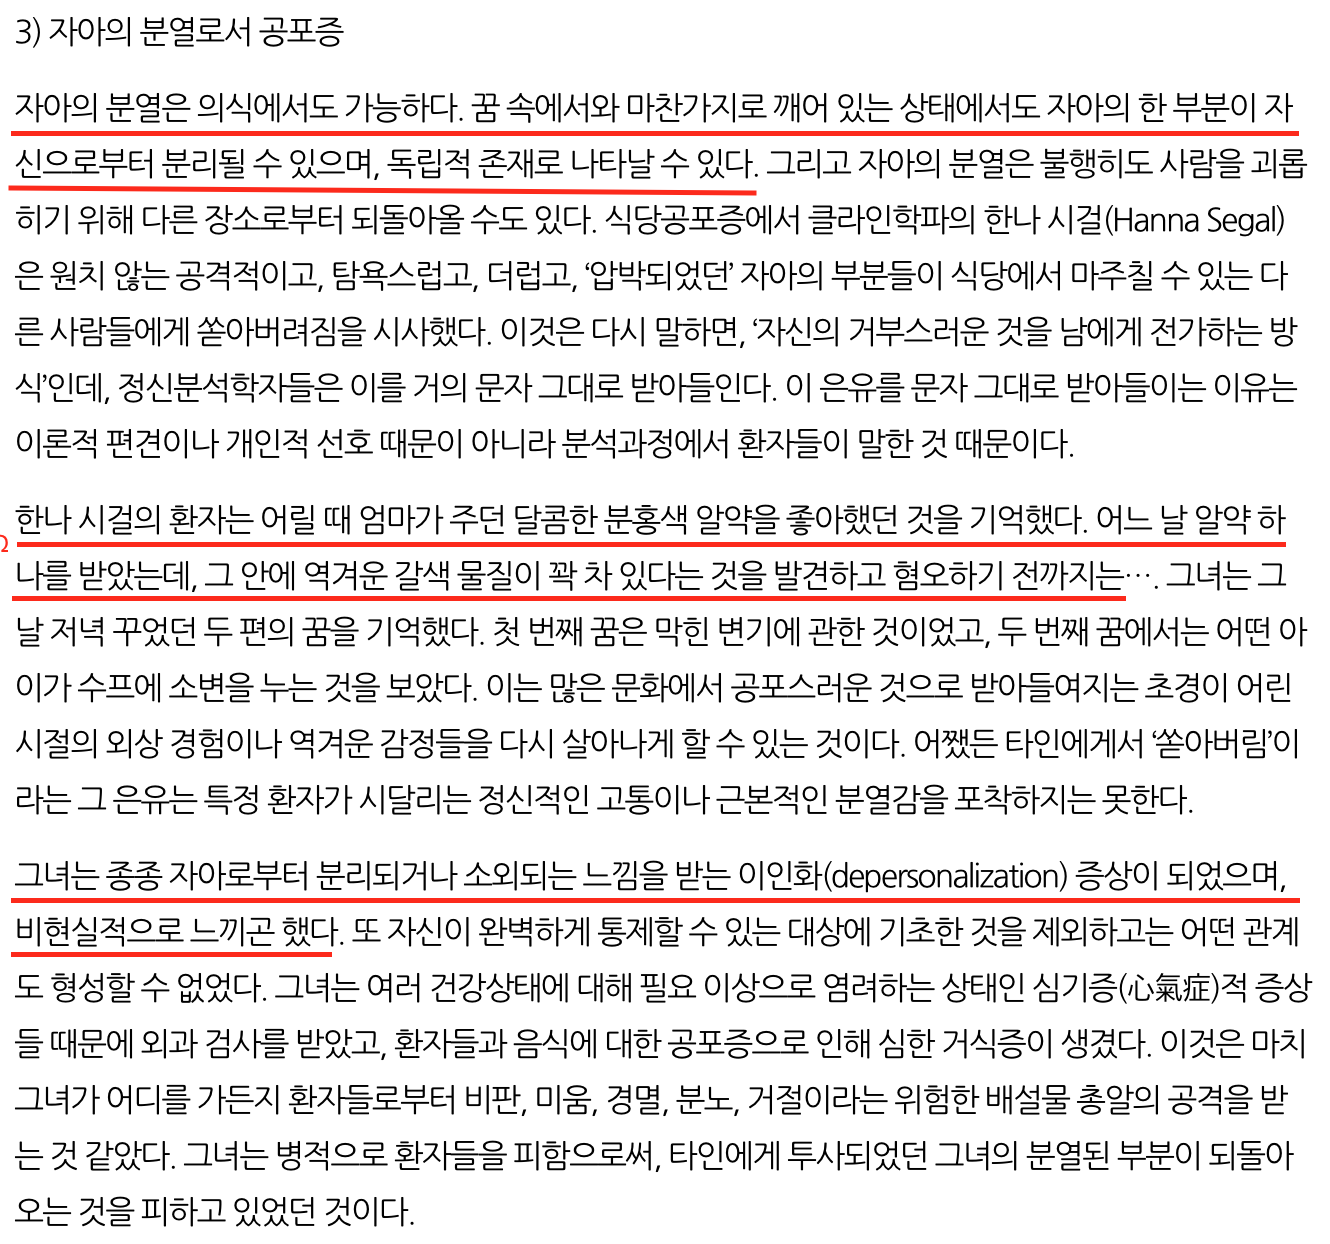 3) 자아의 분열로서 공포증
자아의 분열은 의식에서도 가능하다. 꿈 속에서와 마찬가지로 깨어 있는 상태에서도 자아의 한 부분이 자
신으로부터 분리될 수 있으며, 독립적 존재로 나타날 수 있다. 그리고 자아의 분열은 불행히도 사람을 괴롭
히기 위해 다른 장소로부터 되돌아올 수도 있다. 식당공포증에서 클라인학파의 한나 시걸(Hanna Segal)
은 원치 않는 공격적이고, 탐욕스럽고, 더럽고, ‘압박되었던’ 자아의 부분들이 식당에서 마주칠 수 있는 다
른 사람들에게 쏟아버려짐을 시사했다. 이것은 다시 말하면, ‘자신의 거부스러운 것을 남에게 전가하는 방
식’인데, 정신분석학자들은 이를 거의 문자 그대로 받아들인다. 이 은유를 문자 그대로 받아들이는 이유는
이론적 편견이나 개인적 선호 때문이 아니라 분석과정에서 환자들이 말한 것 때문이다.
한나 시걸의 환자는 어릴 때 엄마가 주던 달콤한 분홍색 알약을 좋아했던 것을 기억했다. 어느 날 알약 하
나를 받았는데, 그 안에 역겨운 갈색 물질이 꽉 차 있다는 것을 발견하고 혐오하기 전까지는…. 그녀는 그
날 저녁 꾸었던 두 편의 꿈을 기억했다. 첫 번째 꿈은 막힌 변기에 관한 것이었고, 두 번째 꿈에서는 어떤 아
이가 수프에 소변을 누는 것을 보았다. 이는 많은 문화에서 공포스러운 것으로 받아들여지는 초경이 어린
시절의 외상 경험이나 역겨운 감정들을 다시 살아나게 할 수 있는 것이다. 어쨌든 타인에게서 ‘쏟아버림’이
라는 그 은유는 특정 환자가 시달리는 정신적인 고통이나 근본적인 분열감을 포착하지는 못한다.
그녀는 종종 자아로부터 분리되거나 소외되는 느낌을 받는 이인화(depersonalization) 증상이 되었으며,
비현실적으로 느끼곤 했다. 또 자신이 완벽하게 통제할 수 있는 대상에 기초한 것을 제외하고는 어떤 관계
도 형성할 수 없었다. 그녀는 여러 건강상태에 대해 필요 이상으로 염려하는 상태인 심기증(心氣症)적 증상
들 때문에 외과 검사를 받았고, 환자들과 음식에 대한 공포증으로 인해 심한 거식증이 생겼다. 이것은 마치
그녀가 어디를 가든지 환자들로부터 비판, 미움, 경멸, 분노, 거절이라는 위험한 배설물 총알의 공격을 받
는 것 같았다. 그녀는 병적으로 환자들을 피함으로써, 타인에게 투사되었던 그녀의 분열된 부분이 되돌아
오는 것을 피하고 있었던 것이다.